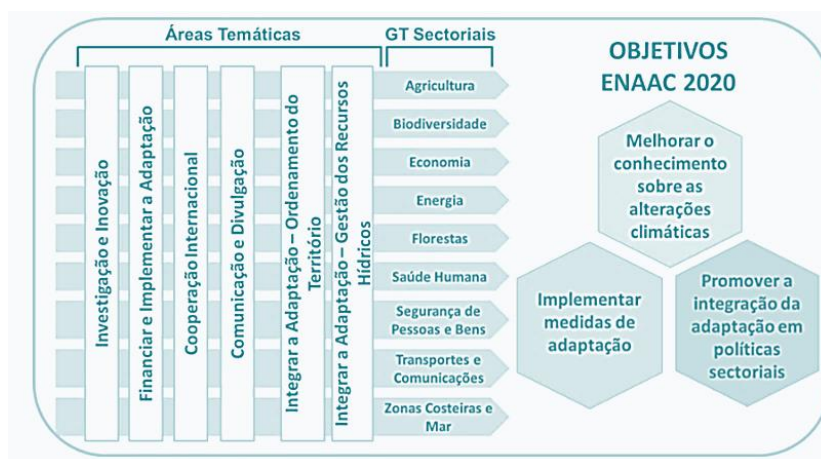 Áreas Temáticas
GT Sectoriais
Investigação e Inovação
Financiar e Implementar a Adaptação
Cooperação Internacional
Comunicação e Divulgação
Integrar a Adaptação – Ordenamento do
Território
Integrar a Adaptação – Gestão dos Recursos
Hídricos
Agricultura
Biodiversidade
Economia
Energia
Florestas
Saúde Humana
Segurança de
Pessoas e Bens
Transportes e
Comunicações
Zonas Costeiras e
Mar
OBJETIVOS
ENAAC 2020
Melhorar o
conhecimento
sobre as
alterações
climáticas
Implementar
medidas de
adaptação
Promover a
integração da
adaptação em
políticas
sectoriais